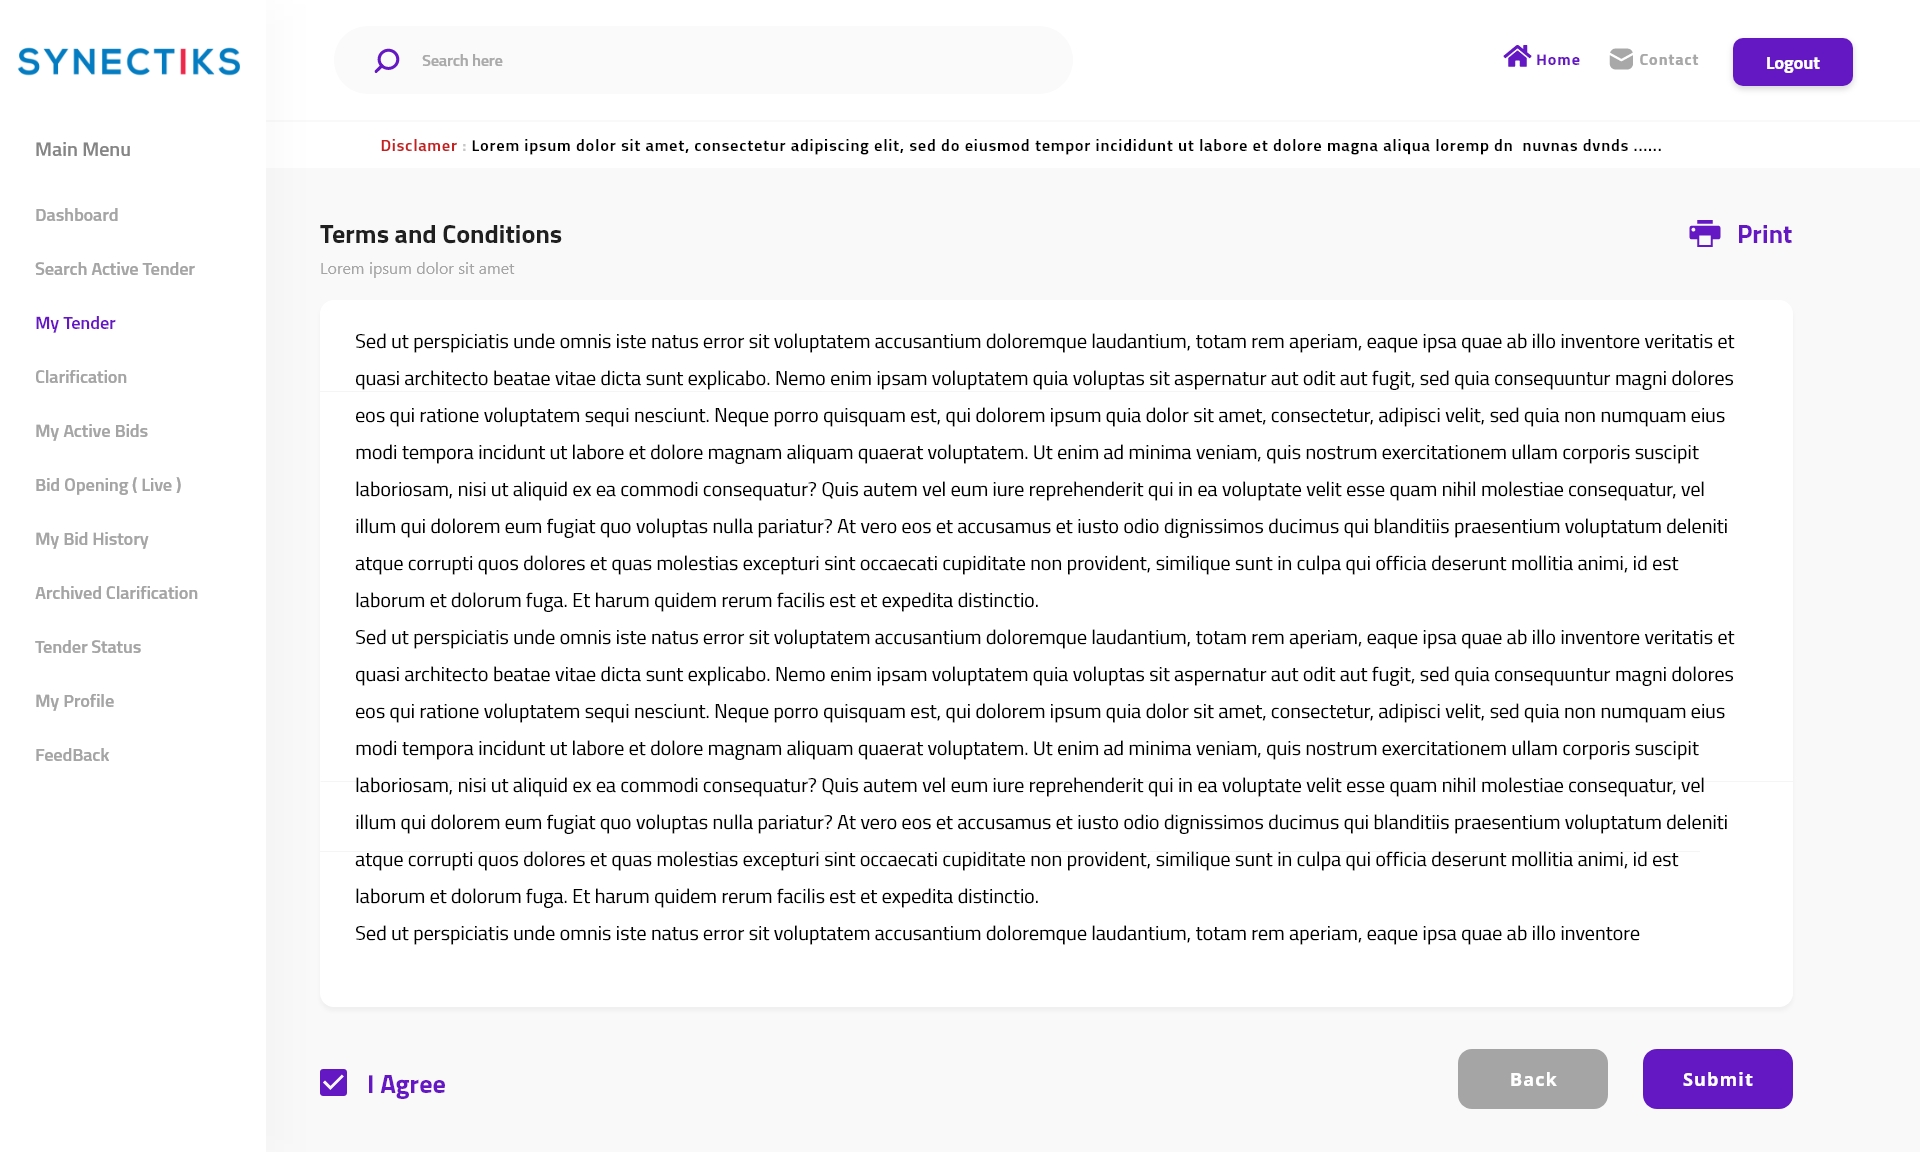 SYNECTIKS
Search here
Home
Contact
Logout
Disclamer : Lorem ipsum dolor sit amet, consectetur adipiscing elit, sed do eiusmod tempor incididunt ut labore et dolore magna aliqua loremp dn  nuvnas dvnds ......
Main Menu
Dashboard
Search Active Tender
My Tender
Clarification
My Active Bids
Bid Opening ( Live )
My Bid History
Archived Clarification
Tender Status
My Profile
FeedBack
Terms and Conditions
Print
Lorem ipsum dolor sit amet
Sed ut perspiciatis unde omnis iste natus error sit voluptatem accusantium doloremque laudantium, totam rem aperiam, eaque ipsa quae ab illo inventore veritatis et
quasi architecto beatae vitae dicta sunt explicabo. Nemo enim ipsam voluptatem quia voluptas sit aspernatur aut odit aut fugit, sed quia consequuntur magni dolores
eos qui ratione voluptatem sequi nesciunt. Neque porro quisquam est, qui dolorem ipsum quia dolor sit amet, consectetur, adipisci velit, sed quia non numquam eius
modi tempora incidunt ut labore et dolore magnam aliquam quaerat voluptatem. Ut enim ad minima veniam, quis nostrum exercitationem ullam corporis suscipit
laboriosam, nisi ut aliquid ex ea commodi consequatur? Quis autem vel eum iure reprehenderit qui in ea voluptate velit esse quam nihil molestiae consequatur, vel
illum qui dolorem eum fugiat quo voluptas nulla pariatur? At vero eos et accusamus et iusto odio dignissimos ducimus qui blanditiis praesentium voluptatum deleniti
atque corrupti quos dolores et quas molestias excepturi sint occaecati cupiditate non provident, similique sunt in culpa qui officia deserunt mollitia animi, id est
laborum et dolorum fuga. Et harum quidem rerum facilis est et expedita distinctio.
Sed ut perspiciatis unde omnis iste natus error sit voluptatem accusantium doloremque laudantium, totam rem aperiam, eaque ipsa quae ab illo inventore veritatis et
quasi architecto beatae vitae dicta sunt explicabo. Nemo enim ipsam voluptatem quia voluptas sit aspernatur aut odit aut fugit, sed quia consequuntur magni dolores
eos qui ratione voluptatem sequi nesciunt. Neque porro quisquam est, qui dolorem ipsum quia dolor sit amet, consectetur, adipisci velit, sed quia non numquam eius
modi tempora incidunt ut labore et dolore magnam aliquam quaerat voluptatem. Ut enim ad minima veniam, quis nostrum exercitationem ullam corporis suscipit
laboriosam, nisi ut aliquid ex ea commodi consequatur? Quis autem vel eum iure reprehenderit qui in ea voluptate velit esse quam nihil molestiae consequatur, vel
illum qui dolorem eum fugiat quo voluptas nulla pariatur? At vero eos et accusamus et iusto odio dignissimos ducimus qui blanditiis praesentium voluptatum deleniti
atque corrupti quos dolores et quas molestias excepturi sint occaecati cupiditate non provident, similique sunt in culpa qui officia deserunt mollitia animi, id est
laborum et dolorum fuga. Et harum quidem rerum facilis est et expedita distinctio.
Sed ut perspiciatis unde omnis iste natus error sit voluptatem accusantium doloremque laudantium, totam rem aperiam, eaque ipsa quae ab illo inventore
I Agree
Back
Submit